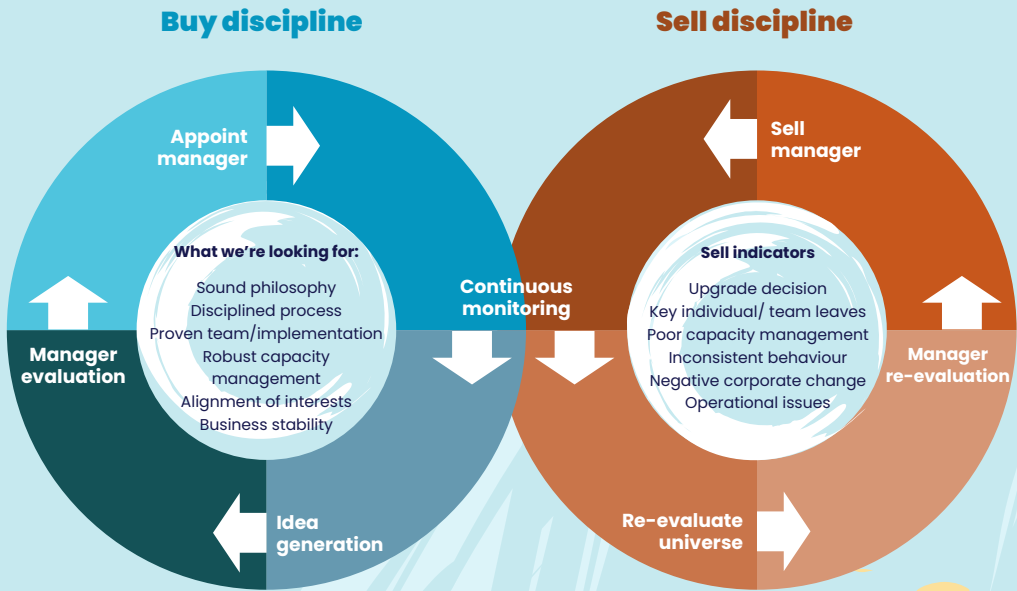 Buy discipline
Appoint
manager
What we’re looking for:
Sound philosophy
Disciplined process
Proven team/implementation
Robust capacity
management
Alignment of interests
Business stability
Manager
evaluation
Idea
generation
Continuous
monitoring
Sell discipline
Sell
manager
Sell indicators
Upgrade decision
Key individual/ team leaves
Poor capacity management
Inconsistent behaviour
Negative corporate change
Operational issues
Manager
re-evaluation
Re-evaluate
universe